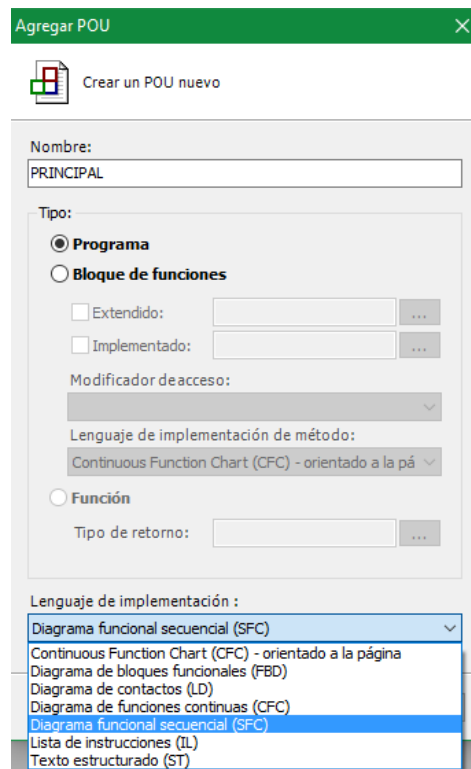 Agregar POU
Crear un POU nuevo
Nombre:
PRINCIPAL
Tipo:
Programa
Bloque de funciones
Extendido: ...
Implementado: ...
Modificador de acceso:
Lenguaje de implementación de método:
Continuous Function Chart (CFC) - orientado a la pá
Función
Tipo de retorno: ...
Lenguaje de implementación :
Diagrama funcional secuencial (SFC)
Continuous Function Chart (CFC) - orientado a la página
Diagrama de bloques funcionales (FBD)
Diagrama de contactos (LD)
Diagrama de funciones continuas (CFC)
Diagrama funcional secuencial (SFC)
Lista de instrucciones (IL)
Texto estructurado (ST)